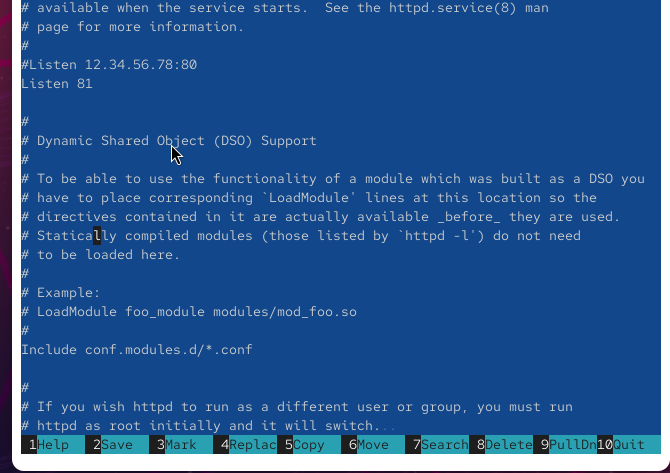 # available when the service starts.  See the httpd.service(8) man
# page for more information.
#
#Listen 12.34.56.78:80
Listen 81
#
# Dynamic Shared Object (DSO) Support
#
# To be able to use the functionality of a module which was built as a DSO you
# have to place corresponding `LoadModule' lines at this location so the
# directives contained in it are actually available _before_ they are used.
# Statically compiled modules (those listed by `httpd -l') do not need
# to be loaded here.
#
# Example:
# LoadModule foo_module modules/mod_foo.so
#
Include conf.modules.d/*.conf
#
# If you wish httpd to run as a different user or group, you must run
# httpd as root initially and it will switch...
1Help 2Save 3Mark 4Replac 5Copy 6Move 7Search 8Delete 9PullDn 10Quit